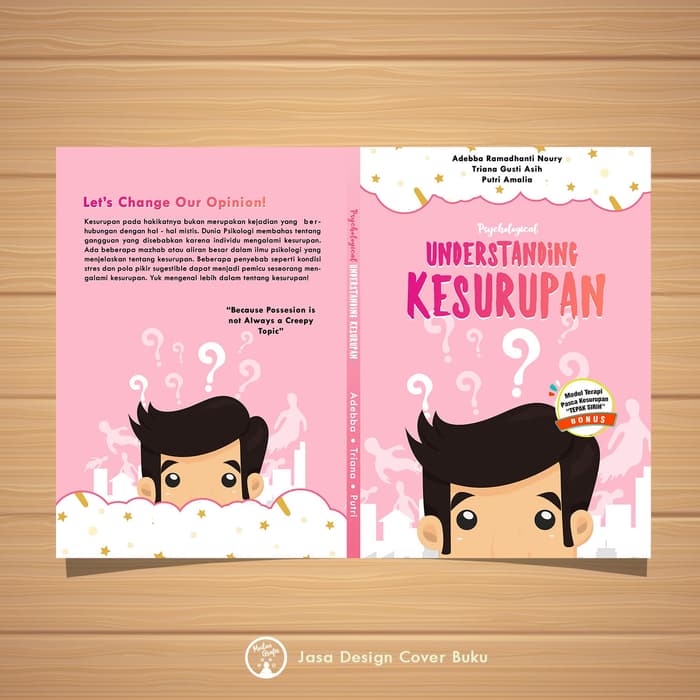 Let's Change Our Opinion!
Kesurupan pada hakikatnya bukan merupakan kejadian yang ber-
hubungan dengan hal - hal mistis. Dunia Psikologi membahas tentang
gangguan yang disebabkan karena individu mengalami kesurupan.
Ada beberapa mazhab atau aliran besar dalam ilmu psikologi yang
menjelaskan tentang kesurupan. Beberapa penyebab seperti kondisi
stres dan pola pikir sugestible dapat menjadi pemicu seseorang men-
galami kesurupan. Yuk mengenal lebih dalam tentang kesurupan!
"Because Possesion is
not Always a Creepy
Topic"
Psychological
UNDERSTANDING KESURUPAN
Adebba • Triana • Putri
Adebba Ramadhanti Noury
Triana Gusti Asih
Putri Amalia
Psychological
UNDERSTANDING
KESURUPAN
Modul Terapi
Pasca Kesurupan
"TEPAK SIRIH"
BONUS
Jasa Design Cover Buku